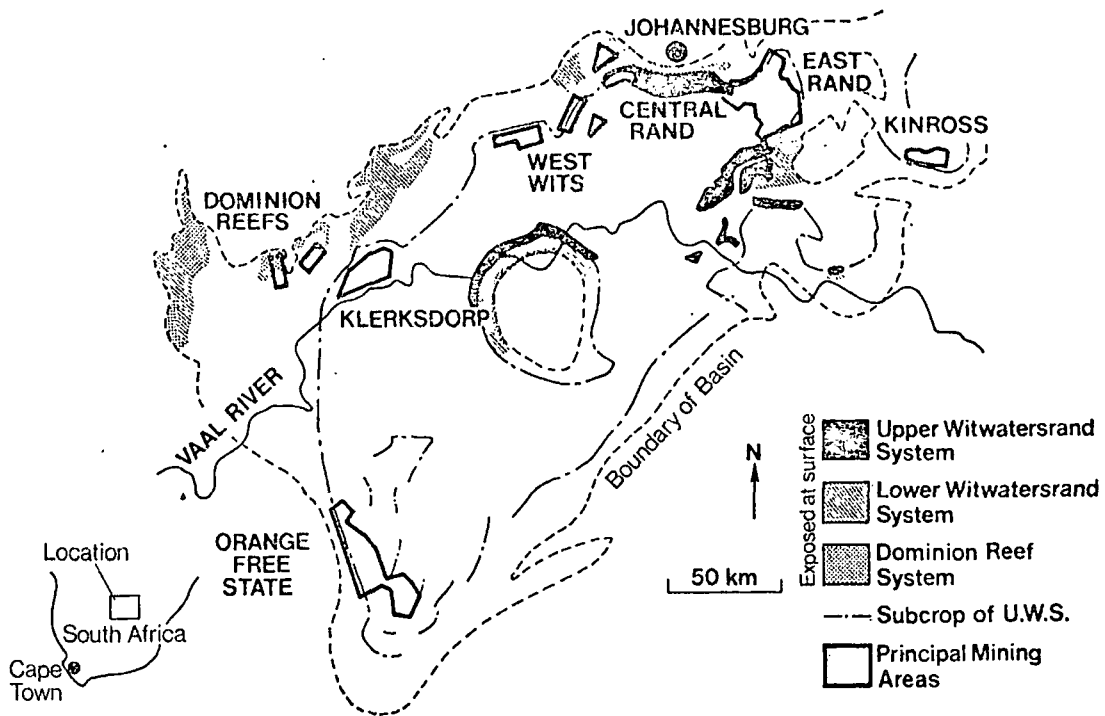 JOHANNESBURG
EAST
RAND
CENTRAL
RAND
KINROSS
WEST
WITS
DOMINION
REEFS
KLERKSDORP
VAAL RIVER
Boundary of Basin
ORANGE
FREE
STATE
N
50 km
Exposed at surface
Upper Witwatersrand
System
Lower Witwatersrand
System
Dominion Reef
System
Subcrop of U.W.S.
Principal Mining
Areas
Location
South Africa
Cape
Town